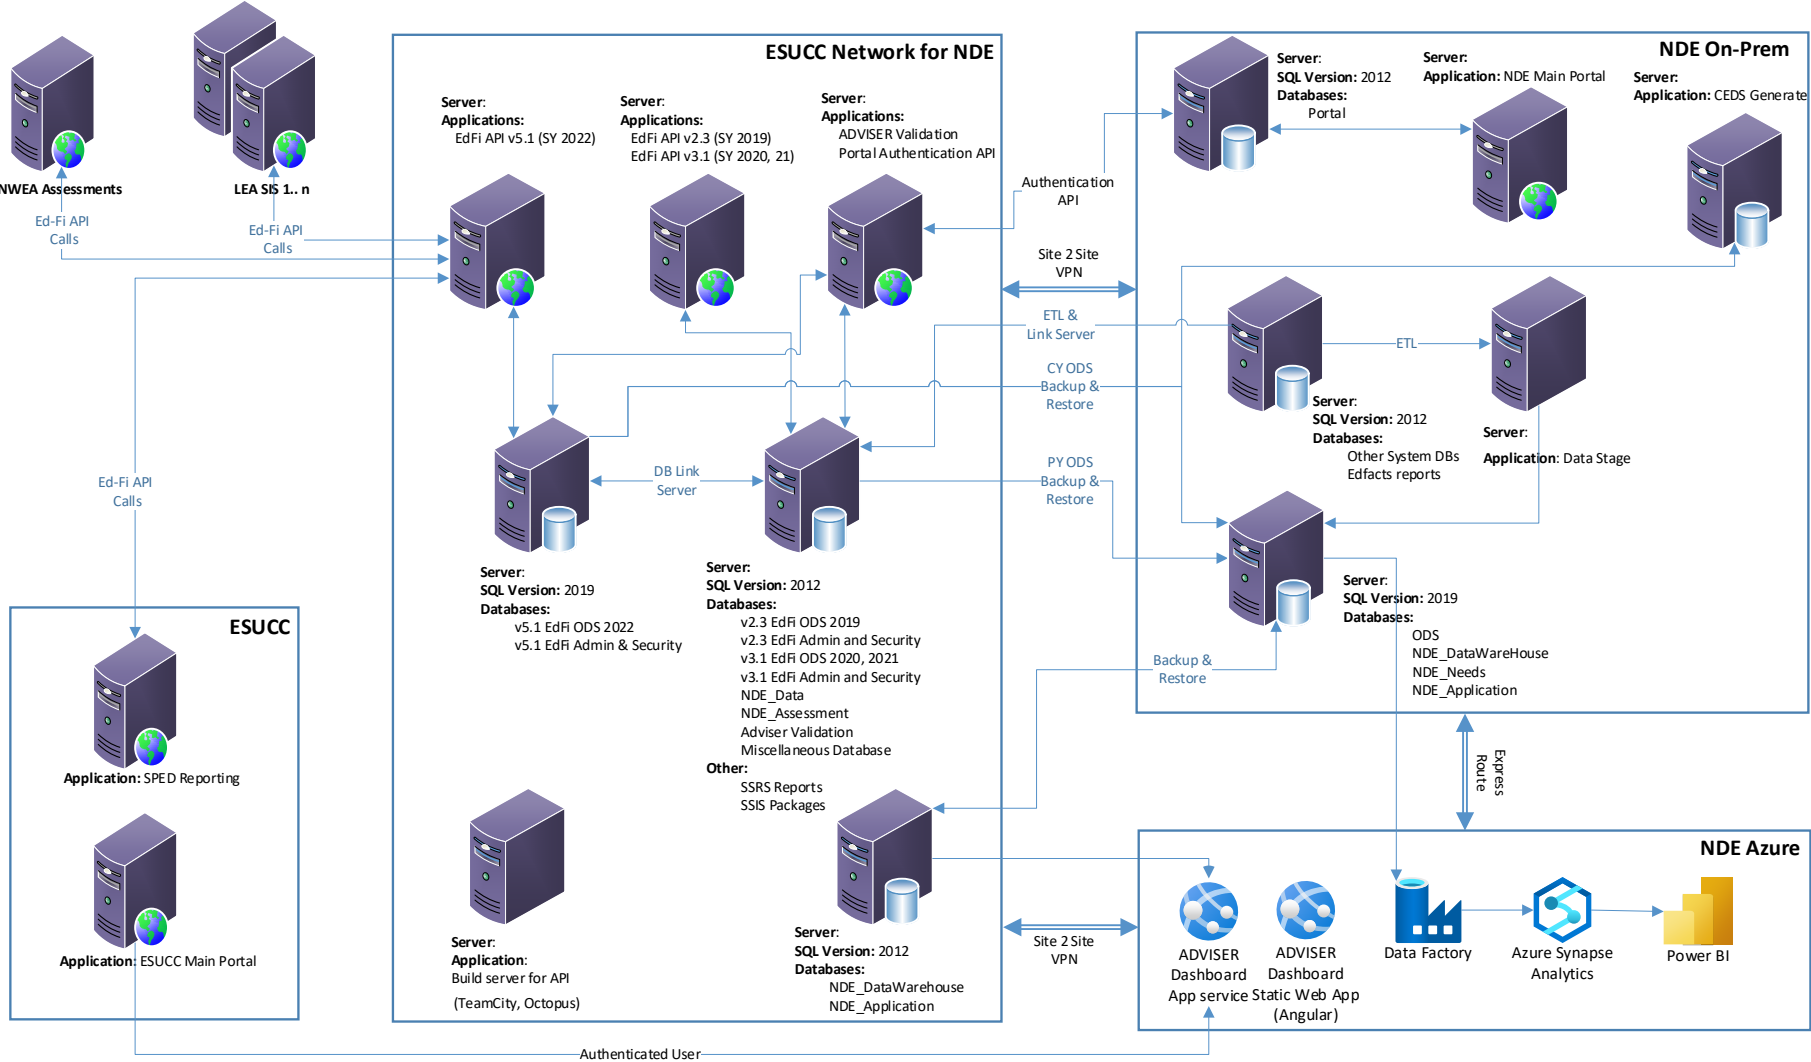 NWEA Assessments
LEA SIS 1.. n
Ed-Fi API
Calls
Ed-Fi API
Calls
Ed-Fi API
Calls
ESUCC
Application: SPED Reporting
Application: ESUCC Main Portal
Authenticated User
ESUCC Network for NDE
Server:
Applications:
EdFi API v5.1 (SY 2022)
Server:
Applications:
EdFi API v2.3 (SY 2019)
EdFi API v3.1 (SY 2020, 21)
Server:
Applications:
ADVISER Validation
Portal Authentication API
DB Link
Server
Server:
SQL Version: 2019
Databases:
v5.1 EdFi ODS 2022
v5.1 EdFi Admin & Security
Server:
SQL Version: 2012
Databases:
v2.3 EdFi ODS 2019
v2.3 EdFi Admin and Security
v3.1 EdFi ODS 2020, 2021
v3.1 EdFi Admin and Security
NDE_Data
NDE_Assessment
Adviser Validation
Miscellaneous Database
Other:
SSRS Reports
SSIS Packages
Server:
Application:
Build server for API
(TeamCity, Octopus)
Server:
SQL Version: 2012
Databases:
NDE_DataWarehouse
NDE_Application
Authentication
API
Site 2 Site
VPN
ETL &
Link Server
CY ODS
Backup &
Restore
PY ODS
Backup &
Restore
Backup &
Restore
Site 2 Site
VPN
NDE On-Prem
Server:
SQL Version: 2012
Databases:
Portal
Server:
Application: NDE Main Portal
Server:
Application: CEDS Generate
ETL
Server:
SQL Version: 2012
Databases:
Other System DBs
Edfacts reports
Server:
Application: Data Stage
Server:
SQL Version: 2019
Databases:
ODS
NDE_DataWareHouse
NDE_Needs
NDE_Application
Express
Route
NDE Azure
ADVISER
Dashboard
App service
ADVISER
Dashboard
Static Web App
(Angular)
Data Factory
Azure Synapse
Analytics
Power BI